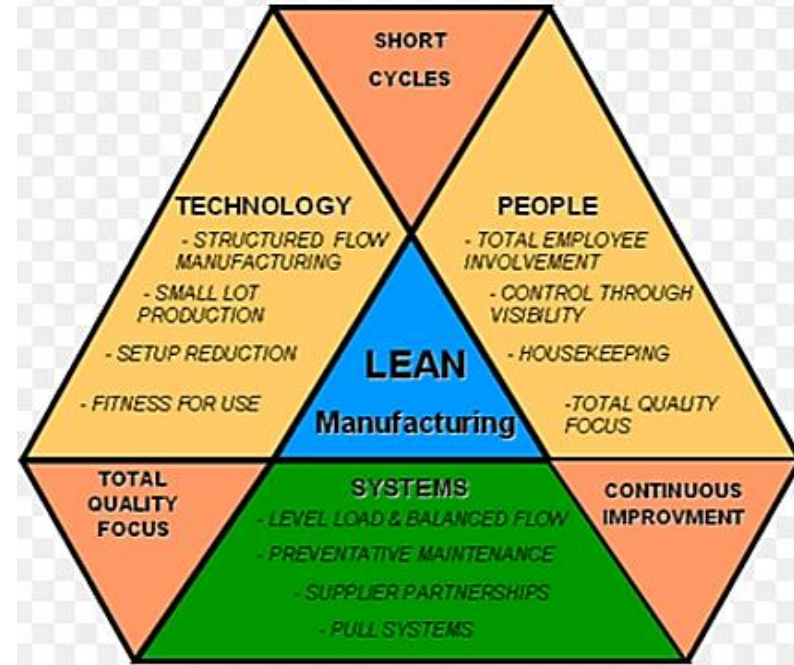 SHORT
CYCLES
TECHNOLOGY
- STRUCTURED FLOW
MANUFACTURING
- SMALL LOT
PRODUCTION
- SETUP REDUCTION
- FITNESS FOR USE
PEOPLE
- TOTAL EMPLOYEE
INVOLVEMENT
- CONTROL THROUGH
VISIBILITY
- HOUSEKEEPING
-TOTAL QUALITY
FOCUS
LEAN
Manufacturing
TOTAL
QUALITY
FOCUS
SYSTEMS
- LEVEL LOAD & BALANCED FLOW
- PREVENTATIVE MAINTENANCE
- SUPPLIER PARTNERSHIPS
- PULL SYSTEMS
CONTINUOUS
IMPROVMENT